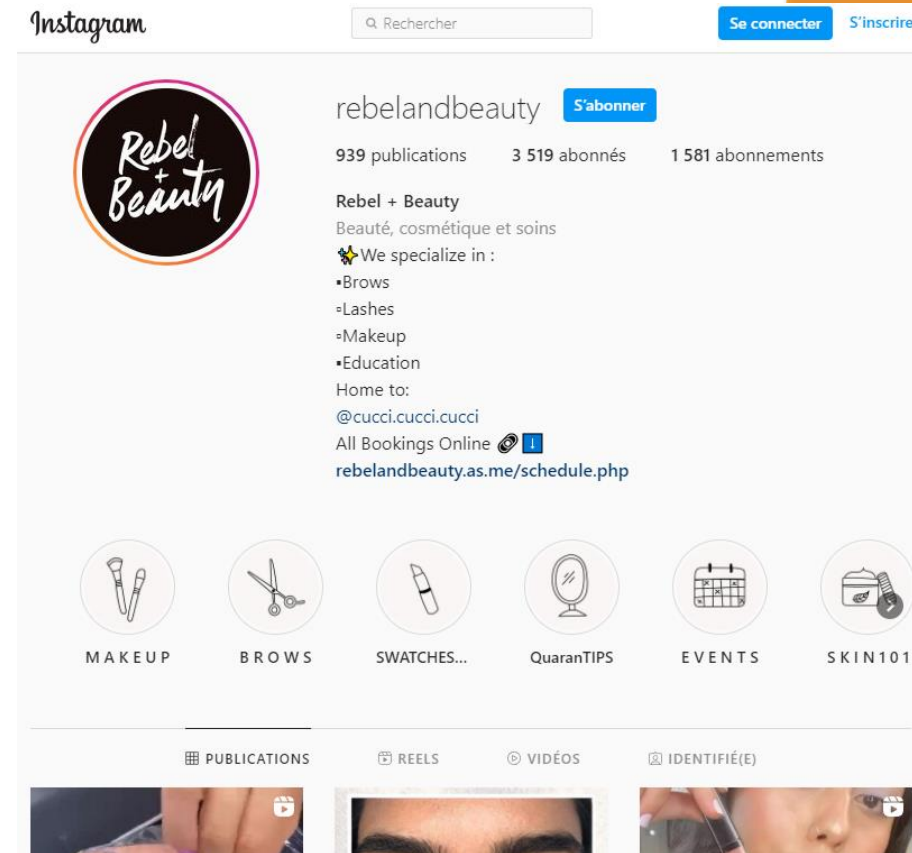 Instagram
Rechercher
Se connecter
S'inscrire
Rebel
+
Beauty
rebelandbeauty
S'abonner
939 publications 3 519 abonnés 1 581 abonnements
Rebel + Beauty
Beauté, cosmétique et soins
✨We specialize in :
▪Brows
▫Lashes
▫Makeup
▪Education
Home to:
@cucci.cucci.cucci
All Bookings Online 🔗⬇
rebelandbeauty.as.me/schedule.php
MAKEUP
BROWS
SWATCHES...
QuaranTIPS
EVENTS
SKIN101
PUBLICATIONS
REELS
VIDÉOS
IDENTIFIÉ(E)